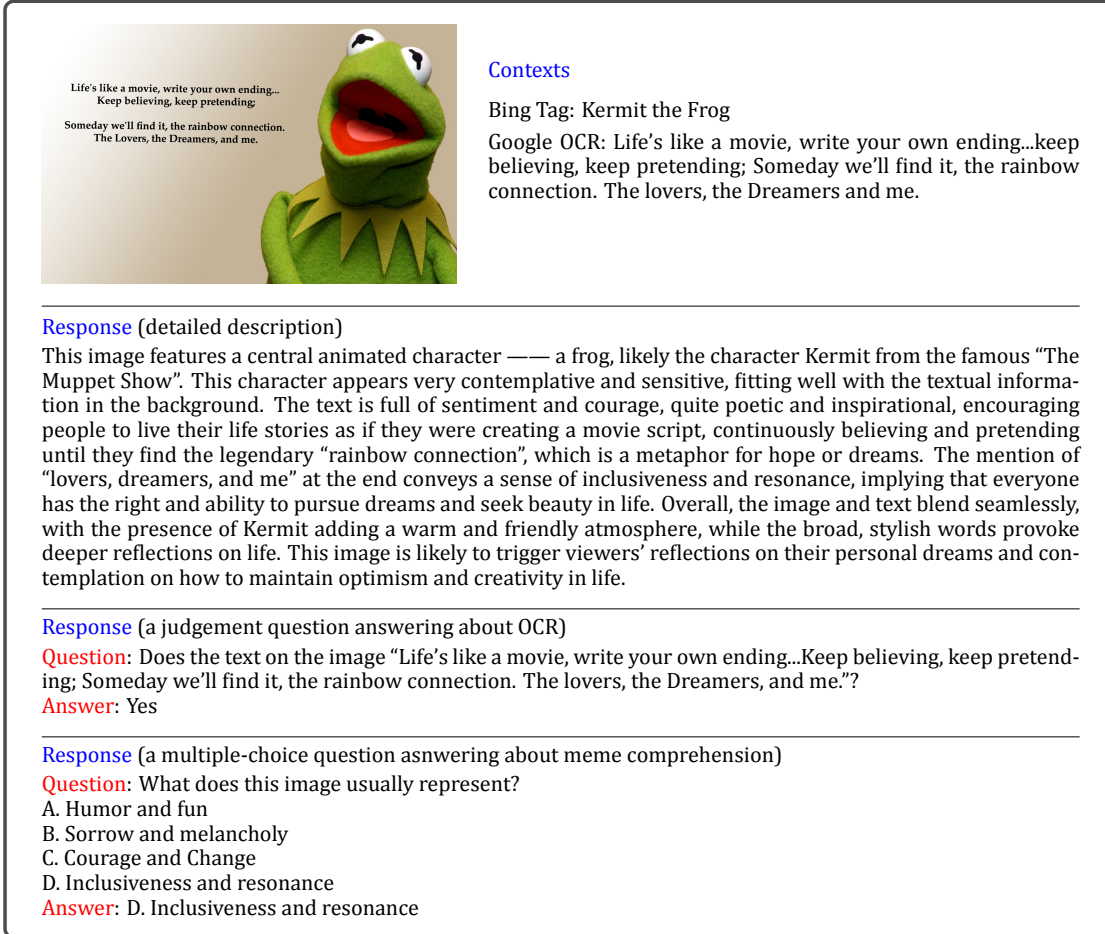 Life's like a movie, write your own ending...
Keep believing, keep pretending;
Someday we'll find it, the rainbow connection.
The Lovers, the Dreamers, and me.
Contexts
Bing Tag: Kermit the Frog
Google OCR: Life’s like a movie, write your own ending...keep
believing, keep pretending; Someday we’ll find it, the rainbow
connection. The lovers, the Dreamers and me.
Response (detailed description)
This image features a central animated character —— a frog, likely the character Kermit from the famous “The
Muppet Show”. This character appears very contemplative and sensitive, fitting well with the textual informa-
tion in the background. The text is full of sentiment and courage, quite poetic and inspirational, encouraging
people to live their life stories as if they were creating a movie script, continuously believing and pretending
until they find the legendary “rainbow connection”, which is a metaphor for hope or dreams. The mention of
“lovers, dreamers, and me” at the end conveys a sense of inclusiveness and resonance, implying that everyone
has the right and ability to pursue dreams and seek beauty in life. Overall, the image and text blend seamlessly,
with the presence of Kermit adding a warm and friendly atmosphere, while the broad, stylish words provoke
deeper reflections on life. This image is likely to trigger viewers’ reflections on their personal dreams and con-
templation on how to maintain optimism and creativity in life.
Response (a judgement question answering about OCR)
Question: Does the text on the image “Life’s like a movie, write your own ending...Keep believing, keep pretend-
ing; Someday we’ll find it, the rainbow connection. The lovers, the Dreamers, and me.”?
Answer: Yes
Response (a multiple-choice question asnwering about meme comprehension)
Question: What does this image usually represent?
A. Humor and fun
B. Sorrow and melancholy
C. Courage and Change
D. Inclusiveness and resonance
Answer: D. Inclusiveness and resonance